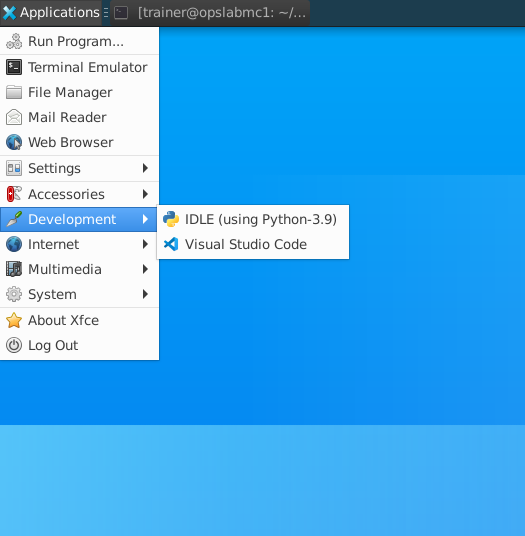 Applications
[trainer@opslabmc1: ~/...
Run Program...
Terminal Emulator
File Manager
Mail Reader
Web Browser
Settings
Accessories
Development
IDLE (using Python-3.9)
Internet
Visual Studio Code
Multimedia
System
About Xfce
Log Out